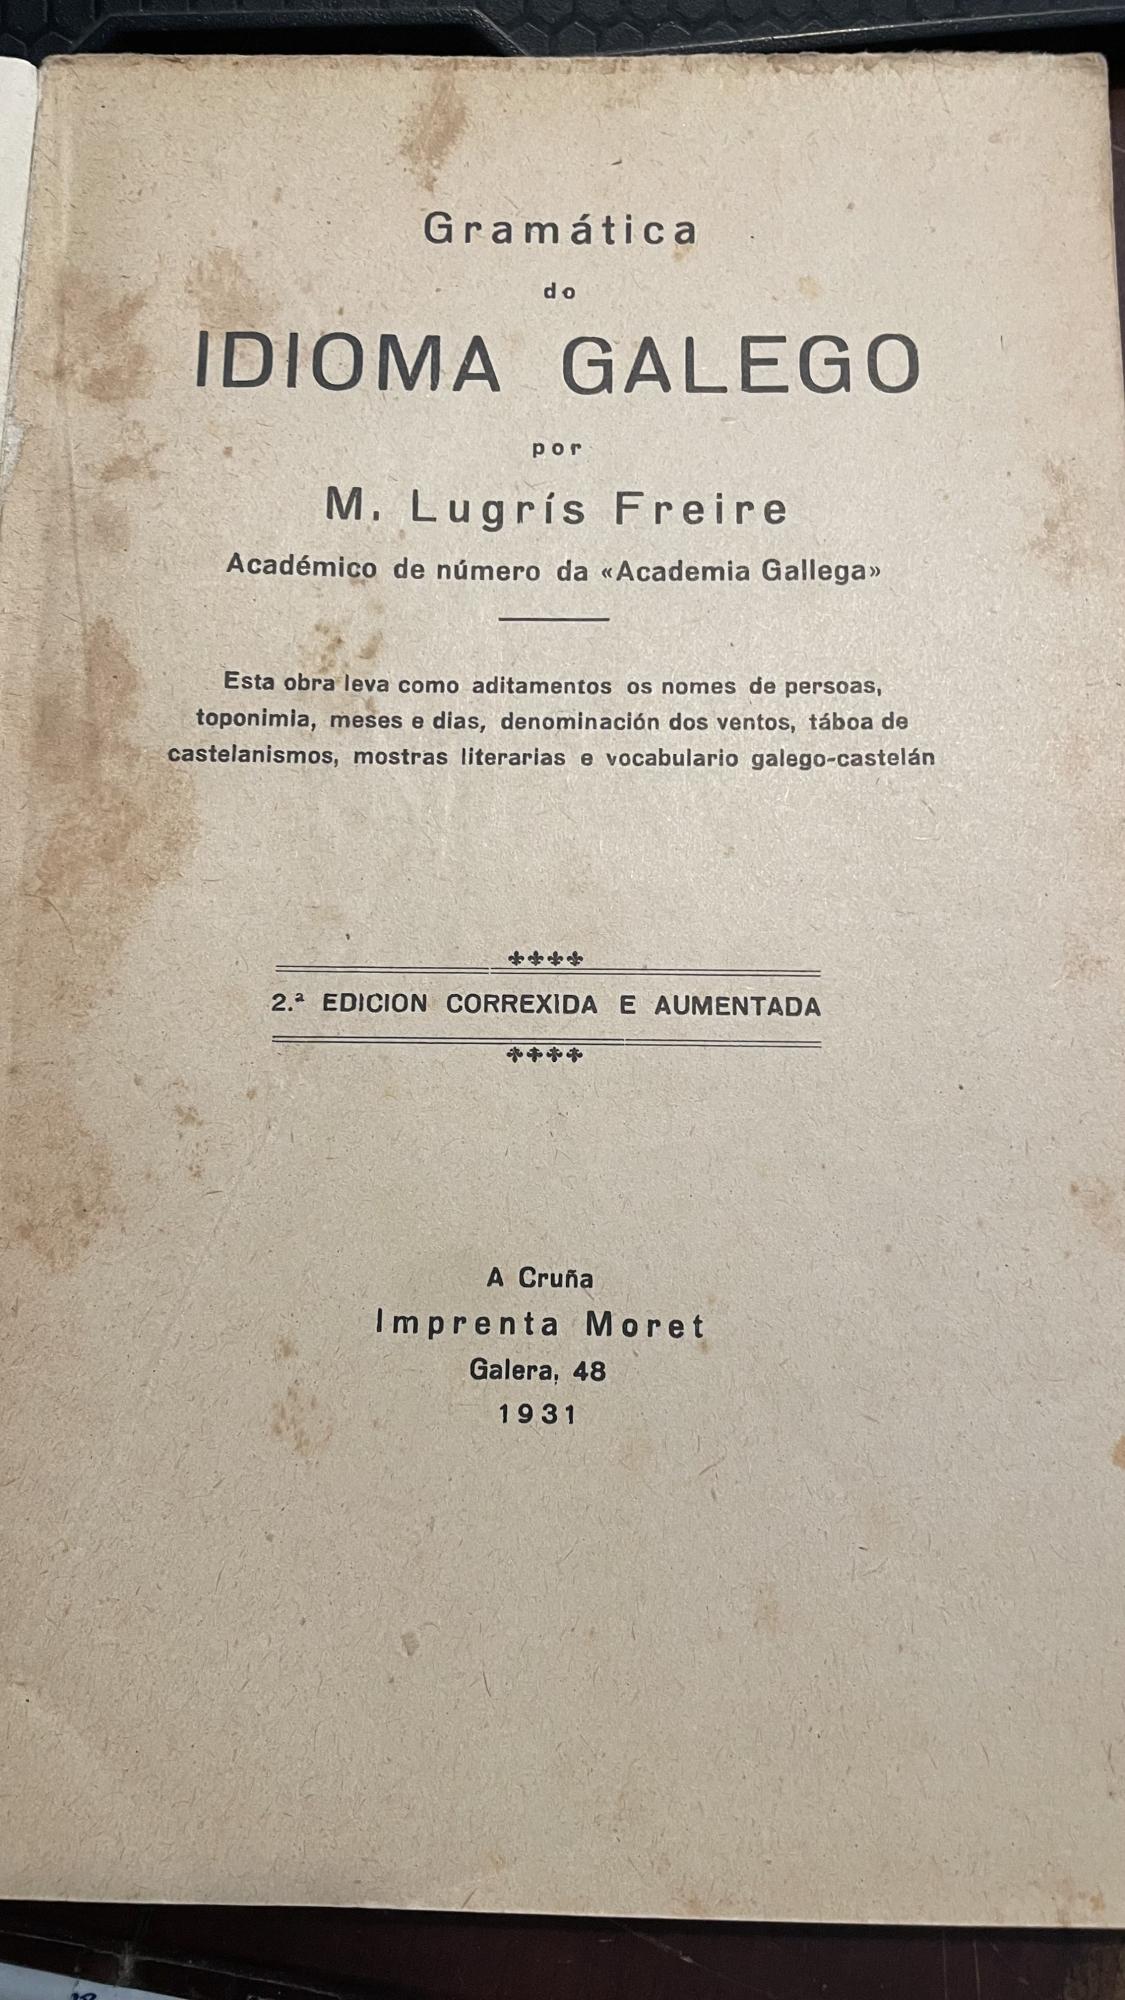 Gramática
do
IDIOMA GALEGO
por
M. Lugrís Freire
Académico de número da «Academia Gallega»
Esta obra leva como aditamentos os nomes de persoas,
toponimia, meses e dias, denominación dos ventos, táboa de
castelanismos, mostras literarias e vocabulario galego-castelán
2.ª EDICION CORREXIDA E AUMENTADA
A Cruña
Imprenta Moret
Galera, 48
1931